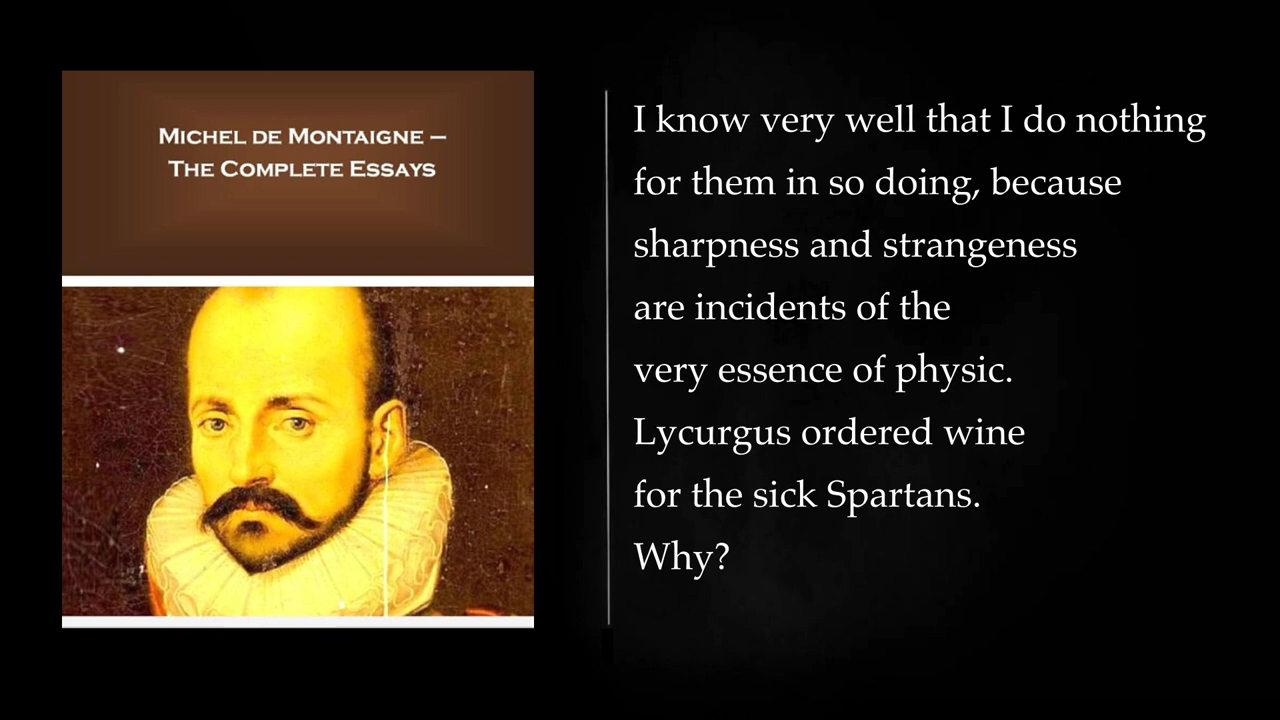 Michel de Montaigne –
The Complete Essays
I know very well that I do nothing
for them in so doing, because
sharpness and strangeness
are incidents of the
very essence of physic.
Lycurgus ordered wine
for the sick Spartans.
Why?